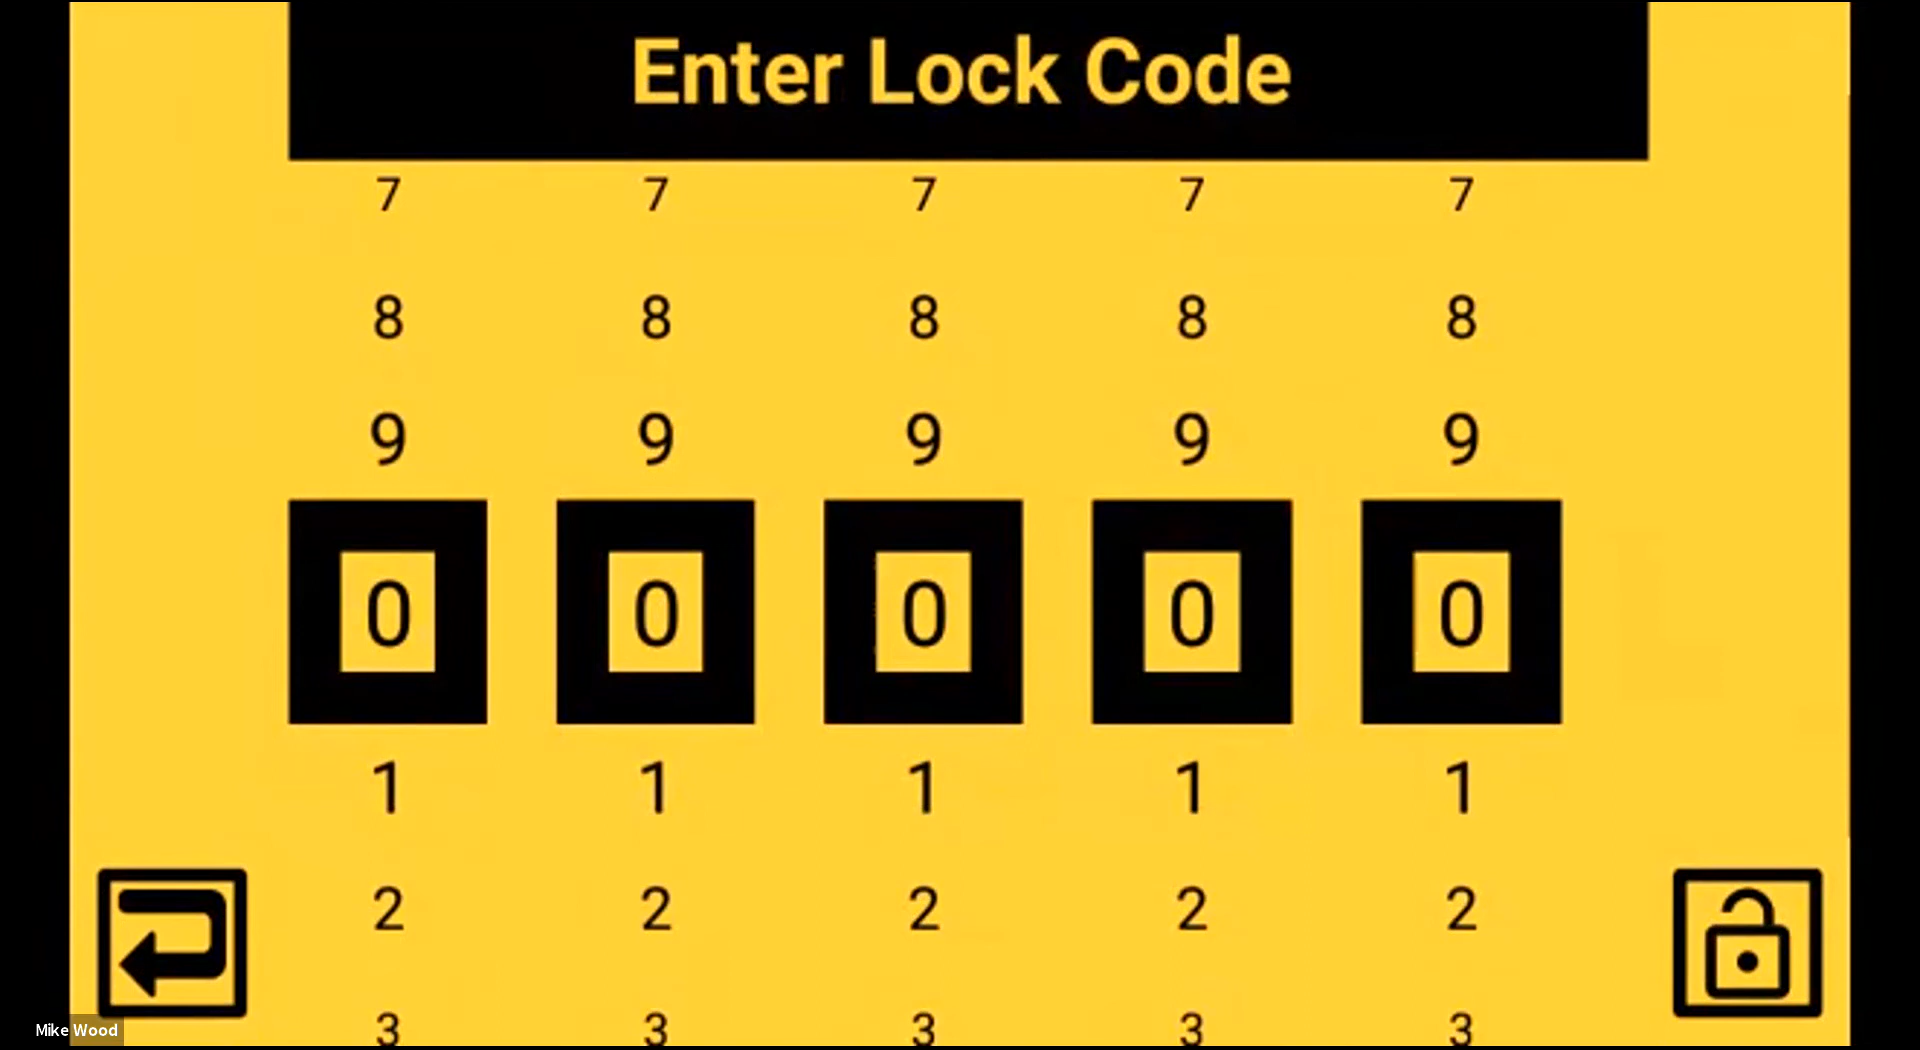 Enter Lock Code
7 7 7 7 7
8 8 8 8 8
9 9 9 9 9
0 0 0 0 0
1 1 1 1 1
2 2 2 2 2
3 3 3 3 3
Mike Wood